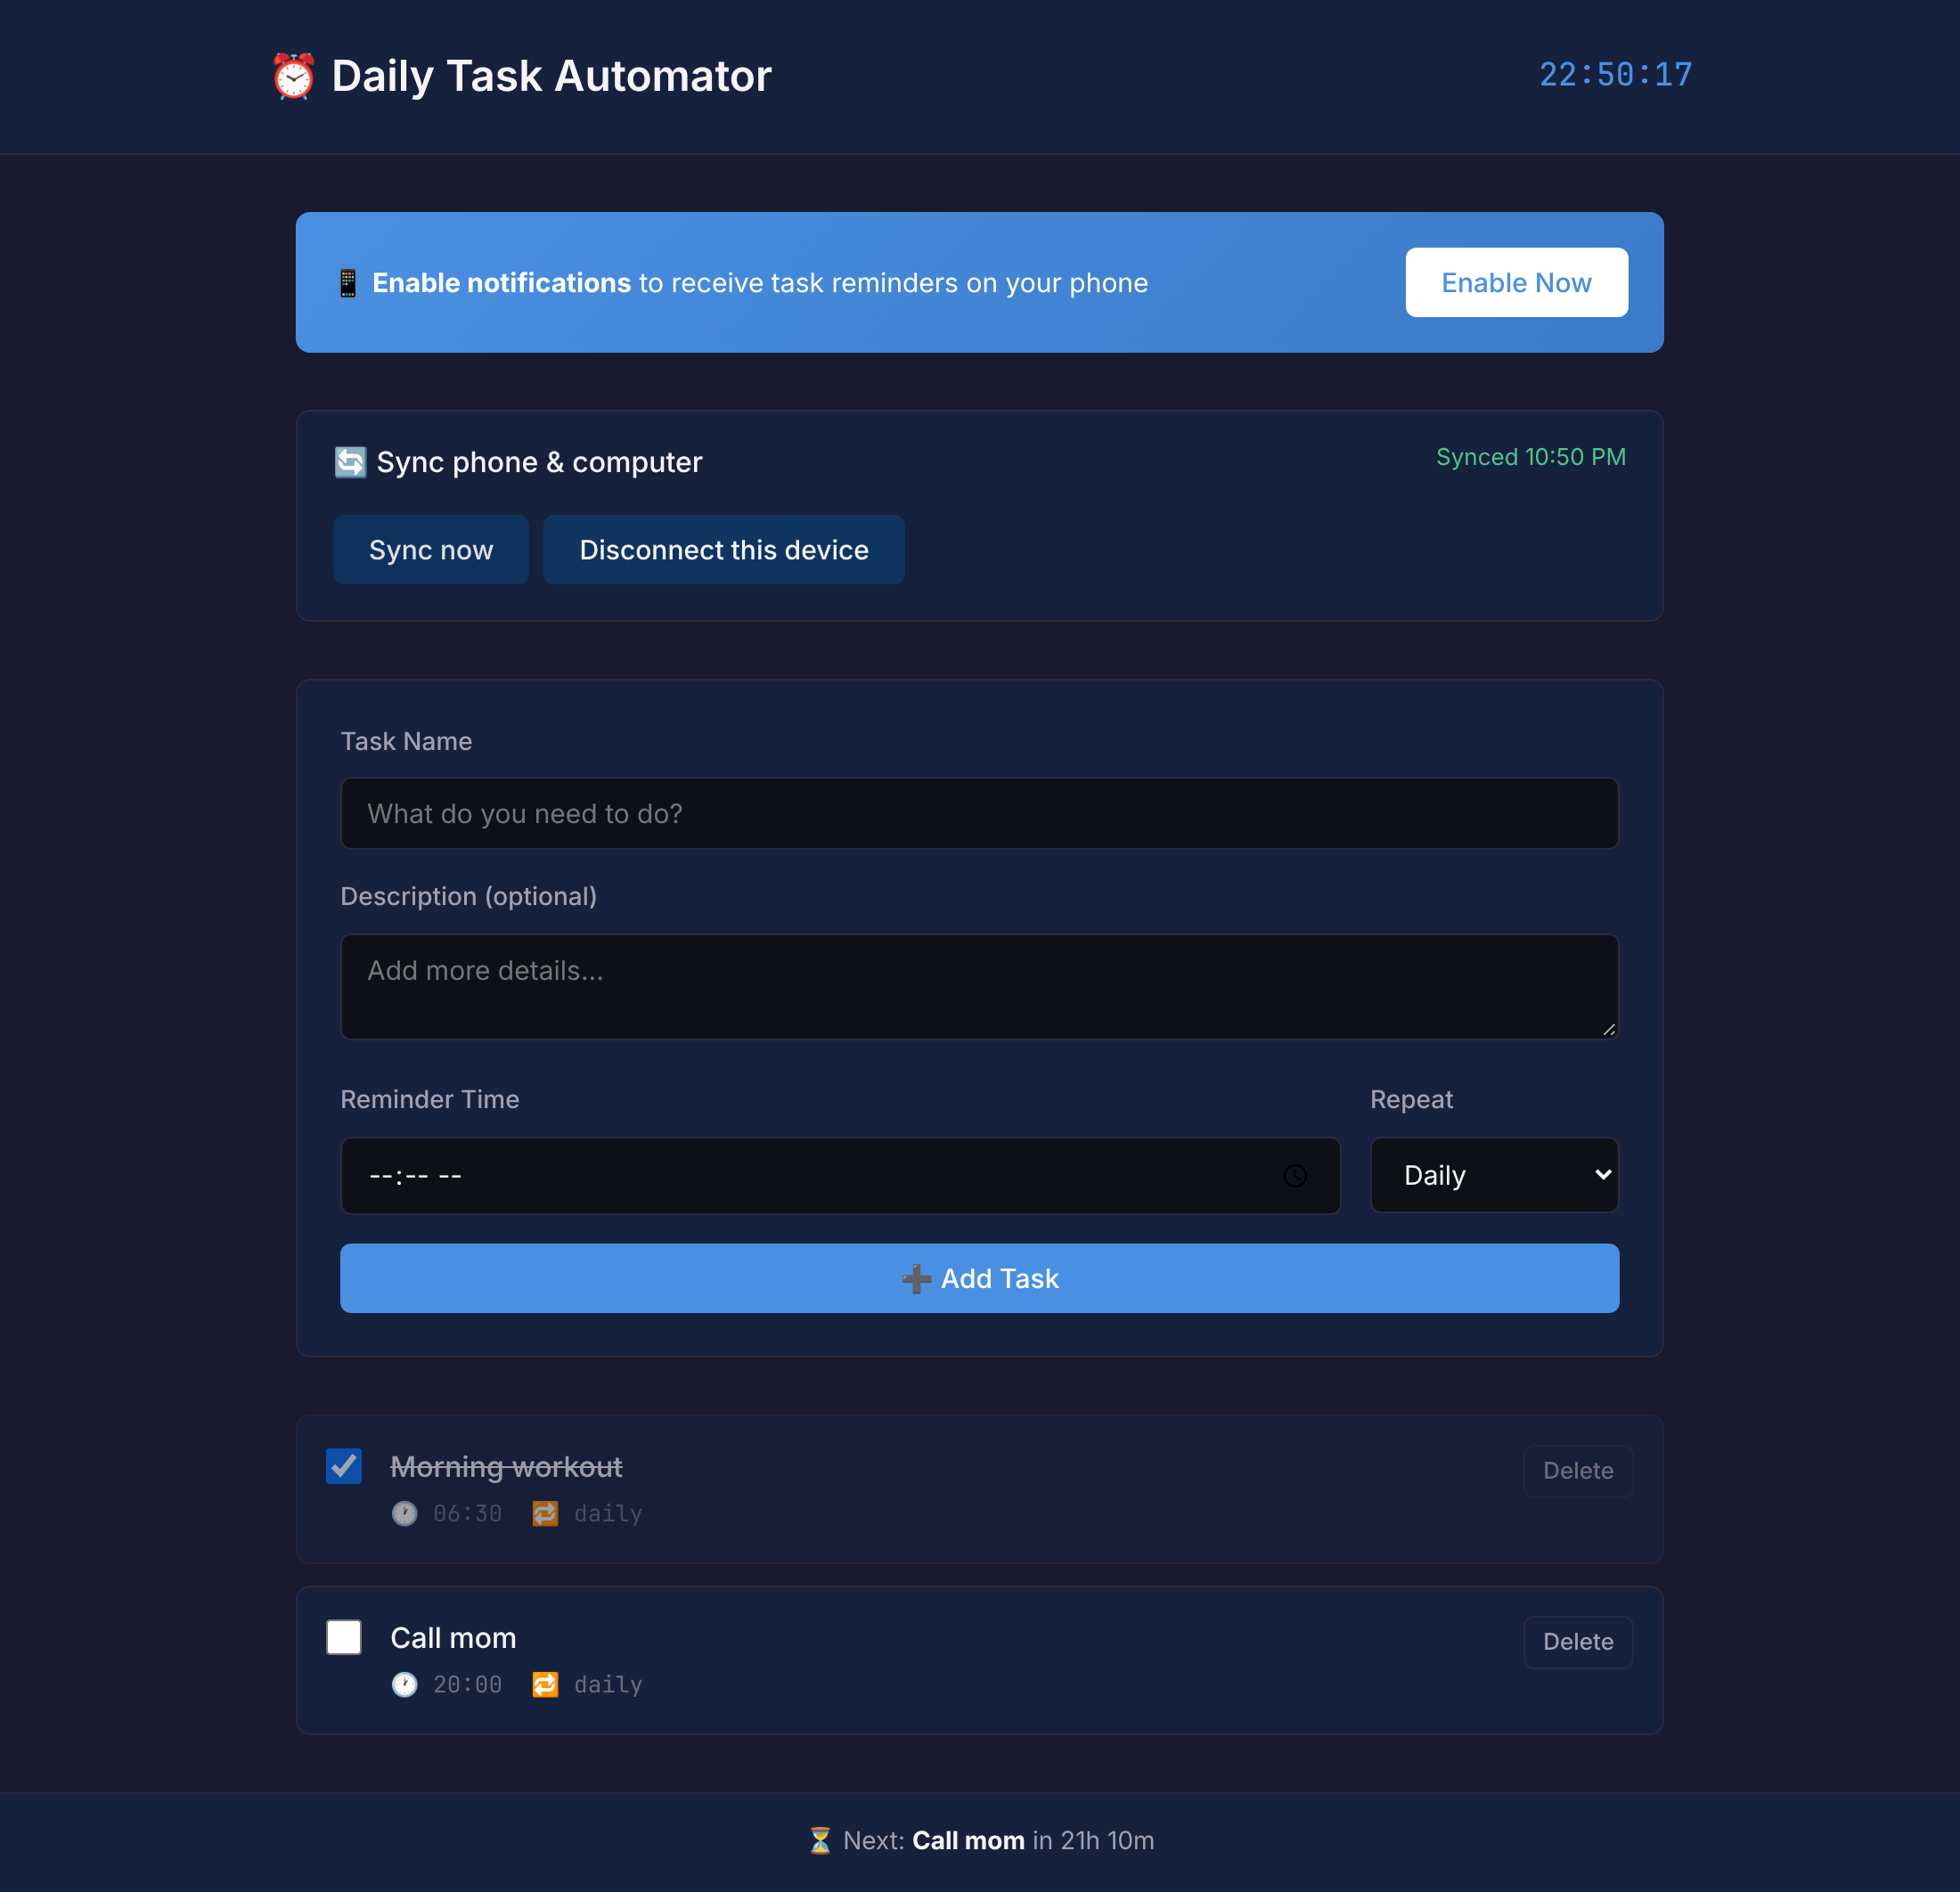 Daily Task Automator
22:50:17
Enable notifications to receive task reminders on your phone
Enable Now
Sync phone & computer
Synced 10:50 PM
Sync now
Disconnect this device
Task Name
What do you need to do?
Description (optional)
Add more details...
Reminder Time
Repeat
--:-- --
Daily
Add Task
Morning workout
Delete
06:30 daily
Call mom
Delete
20:00 daily
Next: Call mom in 21h 10m